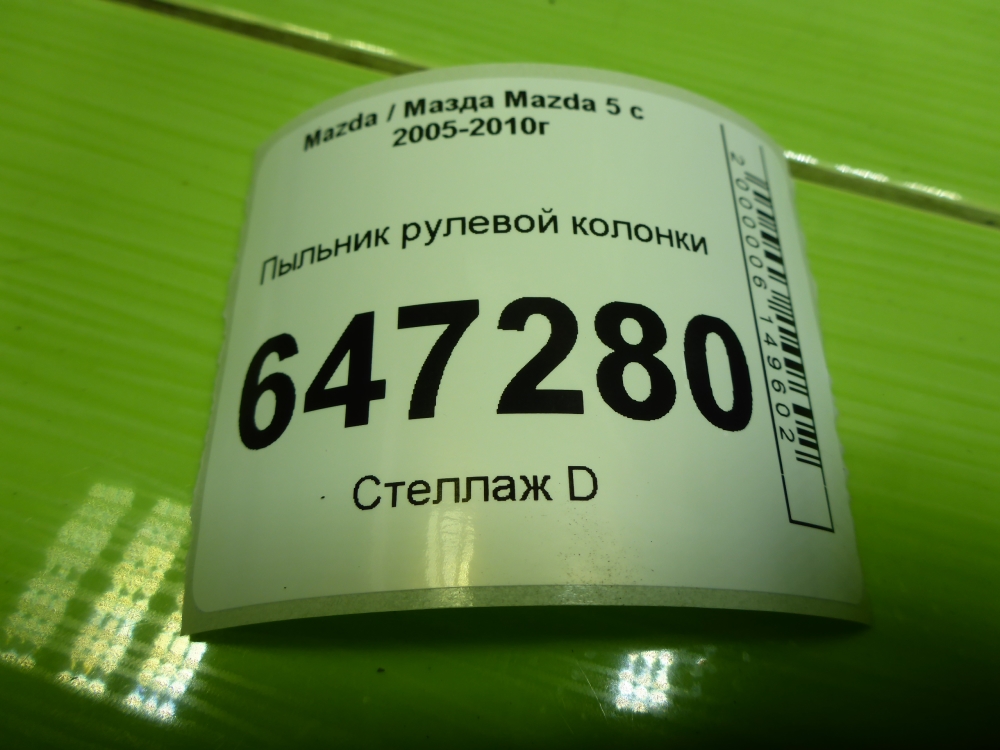 Mazda / Мазда Mazda 5 с
2005-2010г
Пыльник рулевой колонки
647280
Стеллаж D
2000006149602